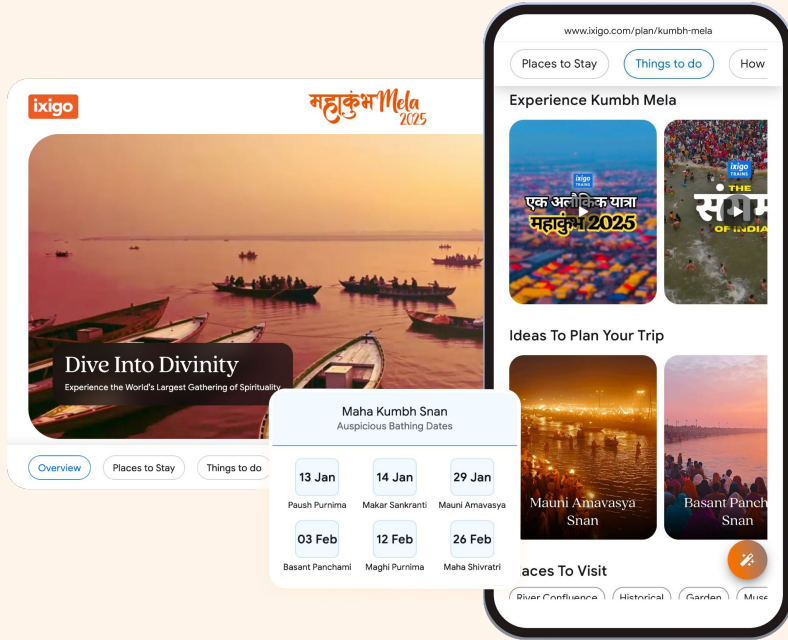 ixigo
महाकुंभ Mela
2025
Dive Into Divinity
Experience the World's Largest Gathering of Spirituality
Overview
Places to Stay
Things to do
Maha Kumbh Snan
Auspicious Bathing Dates
13 Jan
14 Jan
29 Jan
Paush Purnima
Makar Sankranti
Mauni Amavasya
03 Feb
12 Feb
26 Feb
Basant Panchami
Maghi Purnima
Maha Shivratri
www.ixigo.com/plan/kumbh-mela
Places to Stay
Things to do
How
Experience Kumbh Mela
ixigo
TRAINS
एक अलौकिक यात्रा
महाकुंभ 2025
ixigo
TRAINS
THE
संगम
OF INDIA
Ideas To Plan Your Trip
Mauni Amavasya
Snan
Basant Panch
Snan
aces To Visit
River Confluence
Historical
Garden
Muse